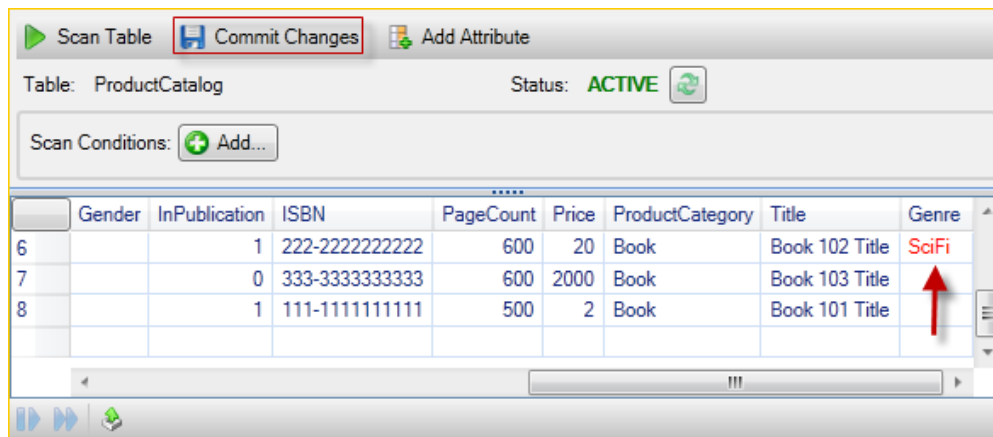 Scan Table Commit Changes Add Attribute
Table: ProductCatalog Status: ACTIVE
Scan Conditions: Add...
Gender InPublication ISBN PageCount Price ProductCategory Title Genre
6 1 222-2222222222 600 20 Book Book 102 Title SciFi
7 0 333-3333333333 600 2000 Book Book 103 Title
8 1 111-1111111111 500 2 Book Book 101 Title